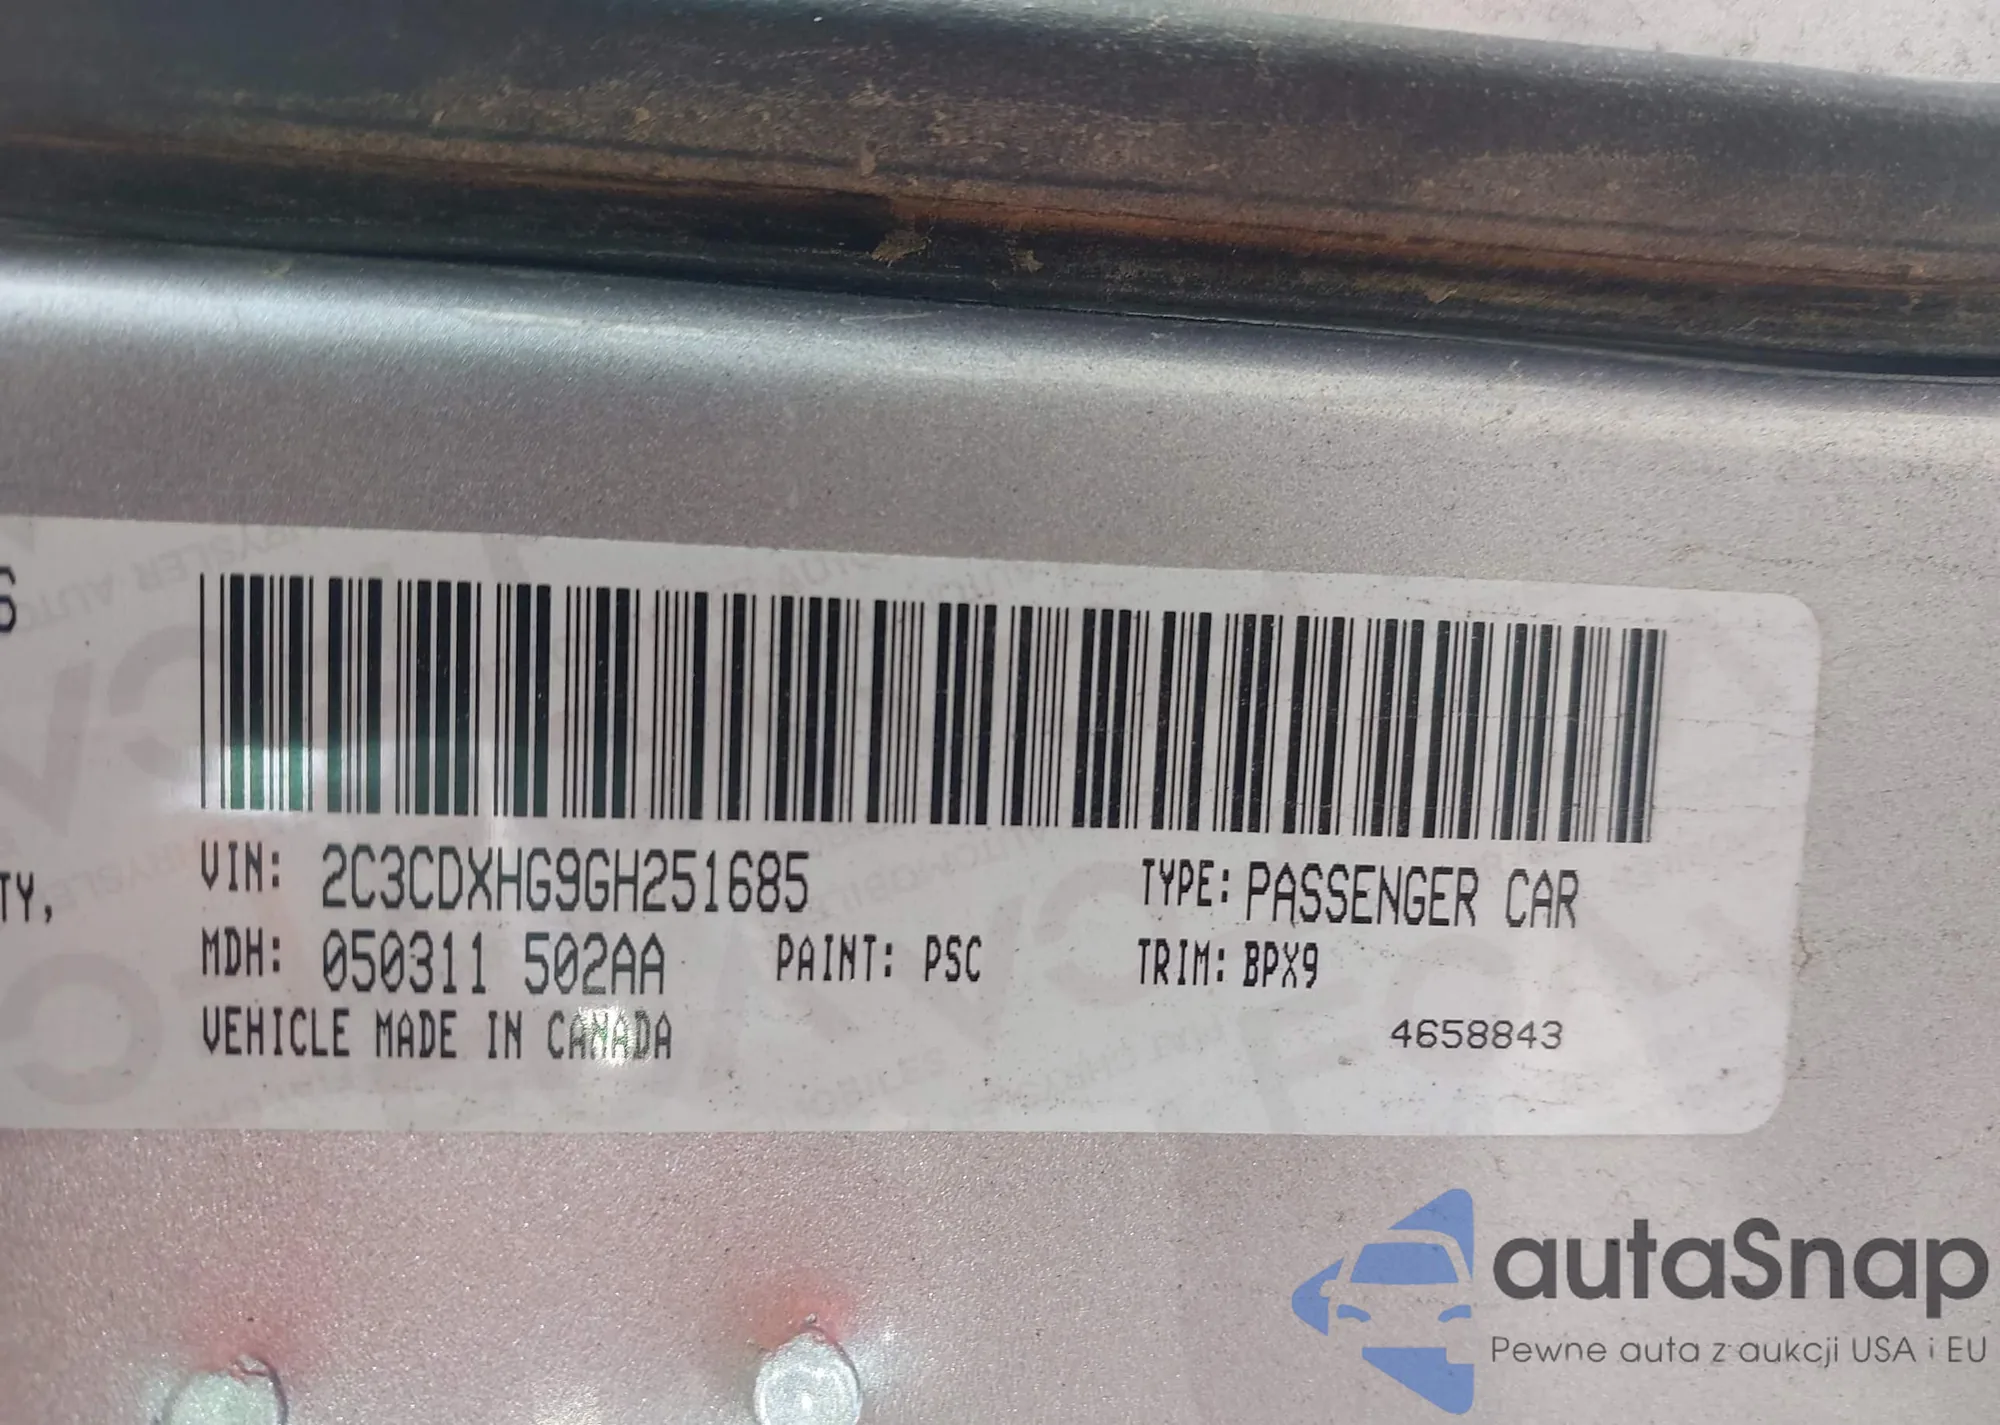 6
TY,
VIN: 2C3CDXHG9GH251685 TYPE: PASSENGER CAR
MDH: 050311 502AA PAINT: PSC TRIM: BPX9
VEHICLE MADE IN CANADA 4658843
autaSnap
Pewne auta z aukcji USA i EU